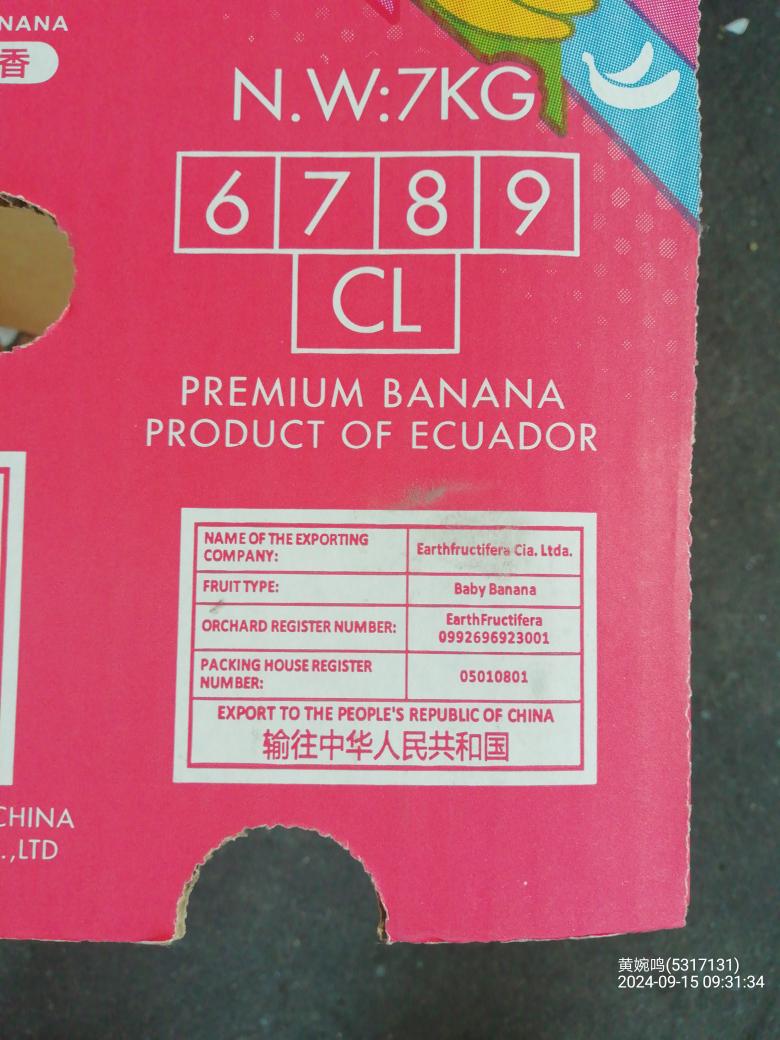 NANA
香
N.W:7KG
6 7 8 9
CL
PREMIUM BANANA
PRODUCT OF ECUADOR
NAME OF THE EXPORTING
COMPANY:
Earthfructifera Cia. Ltda.
FRUIT TYPE:
Baby Banana
ORCHARD REGISTER NUMBER:
EarthFructifera
0992696923001
PACKING HOUSE REGISTER
NUMBER:
05010801
EXPORT TO THE PEOPLE'S REPUBLIC OF CHINA
输往中华人民共和国
CHINA
.,LTD
黄婉鸣(5317131)
2024-09-15 09:31:34